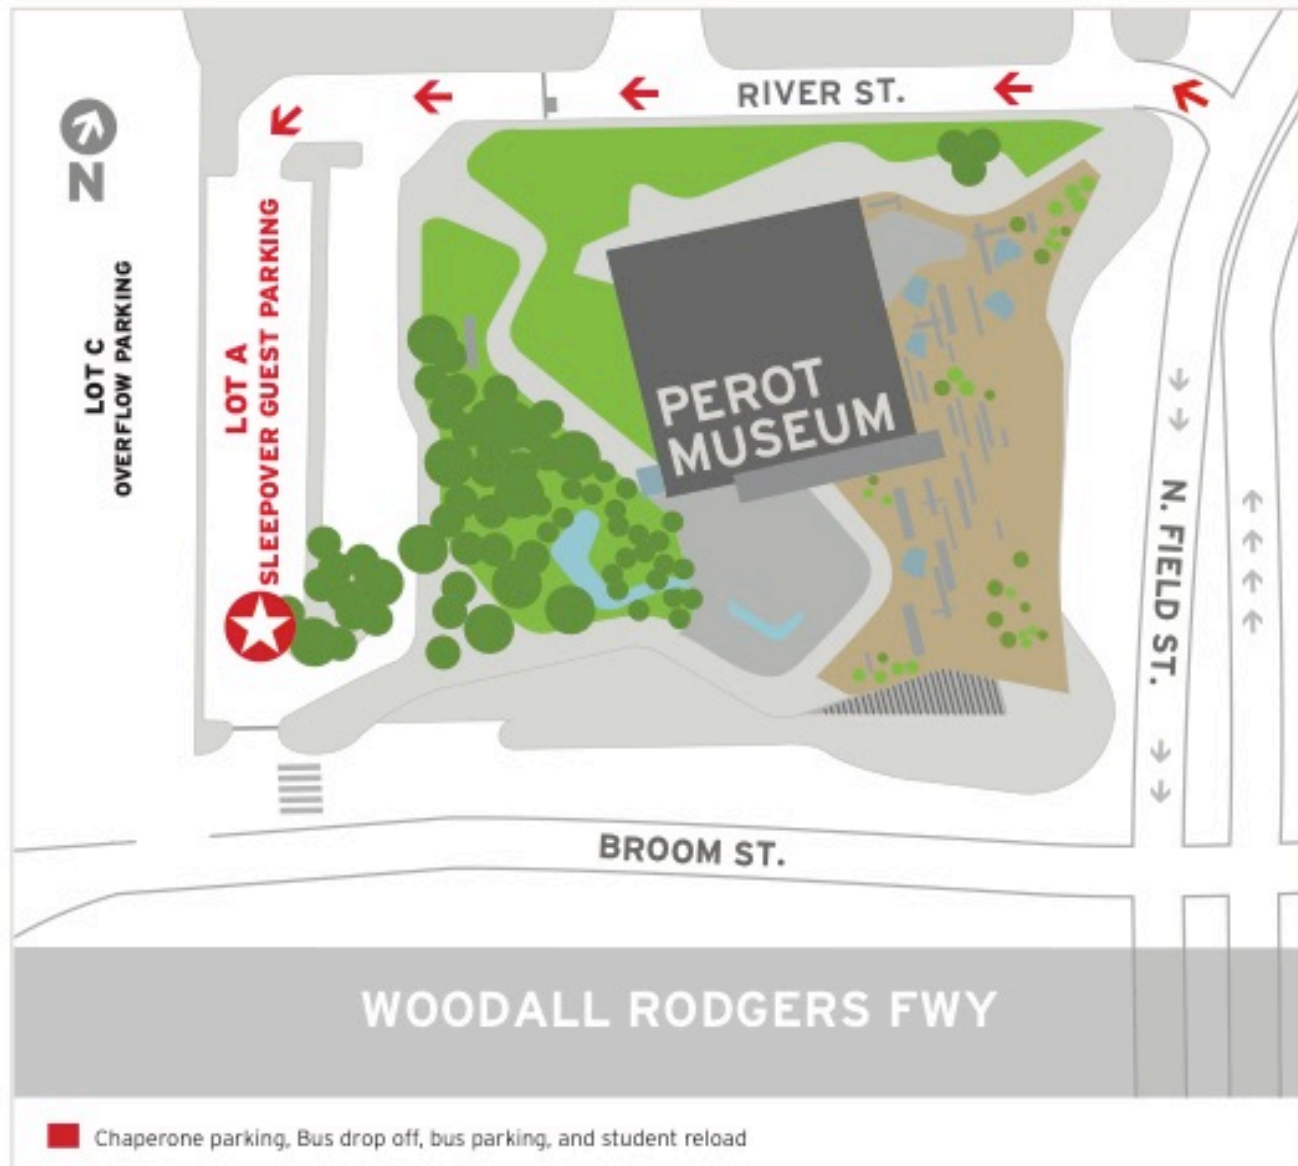 RIVER ST.
N
LOT C
OVERFLOW PARKING
LOT A
SLEEPOVER GUEST PARKING
PEROT
MUSEUM
N. FIELD ST.
BROOM ST.
WOODALL RODGERS FWY
Chaperone parking, Bus drop off, bus parking, and student reload